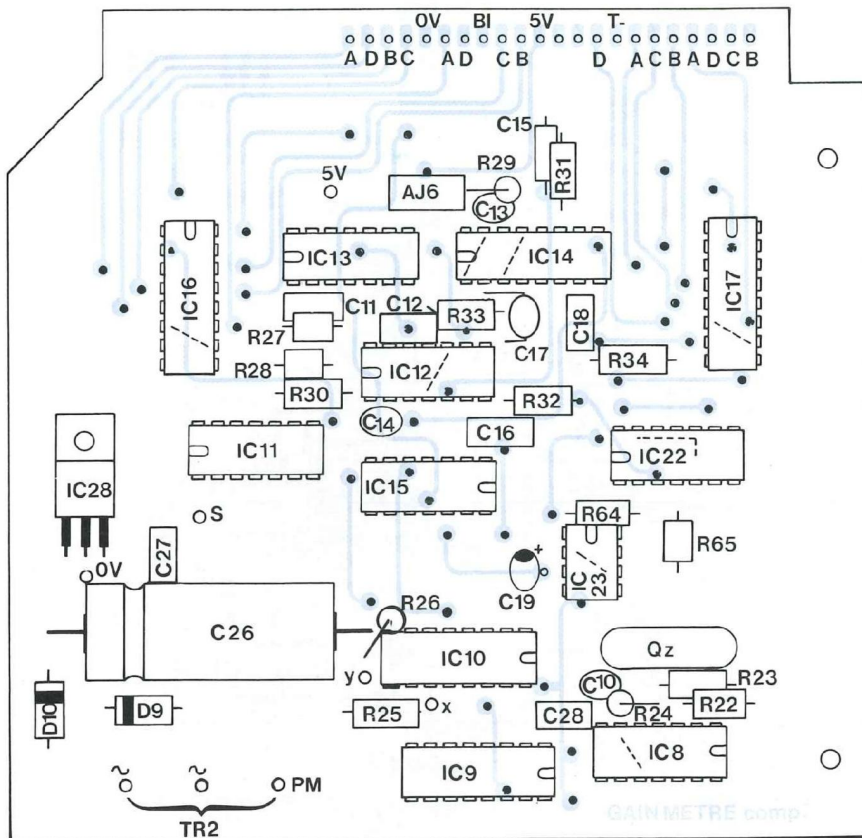 0V BI 5V T-
A D B C A D C B D A C B A D C B
C15
R29
R31
5V
AJ6
C13
IC16
IC13
IC14
IC17
C11
C12
R33
C18
R27
C17
R34
R28
IC12
R30
R32
C14
C16
IC11
IC22
IC28
IC15
S
R64
R65
C27
0V
IC
23
C19
+
R26
C26
IC10
Qz
y
C10
R23
D10
D9
x
R25
C28
R24
R22
IC9
IC8
~ ~ PM
TR2
GAINMETRE comp.